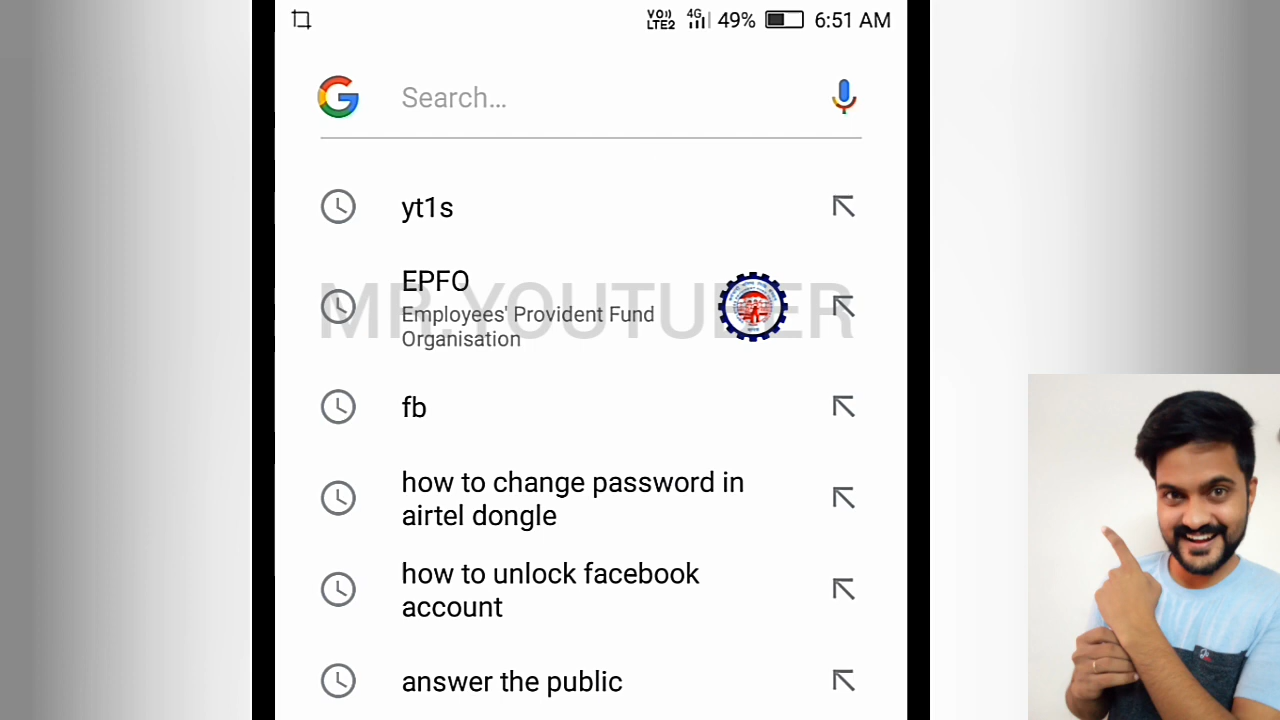 VO)) LTE2 4G 49% 6:51 AM
Search...
yt1s
EPFO
MR.YOUTUBER
Employees' Provident Fund
Organisation
fb
how to change password in
airtel dongle
how to unlock facebook
account
answer the public